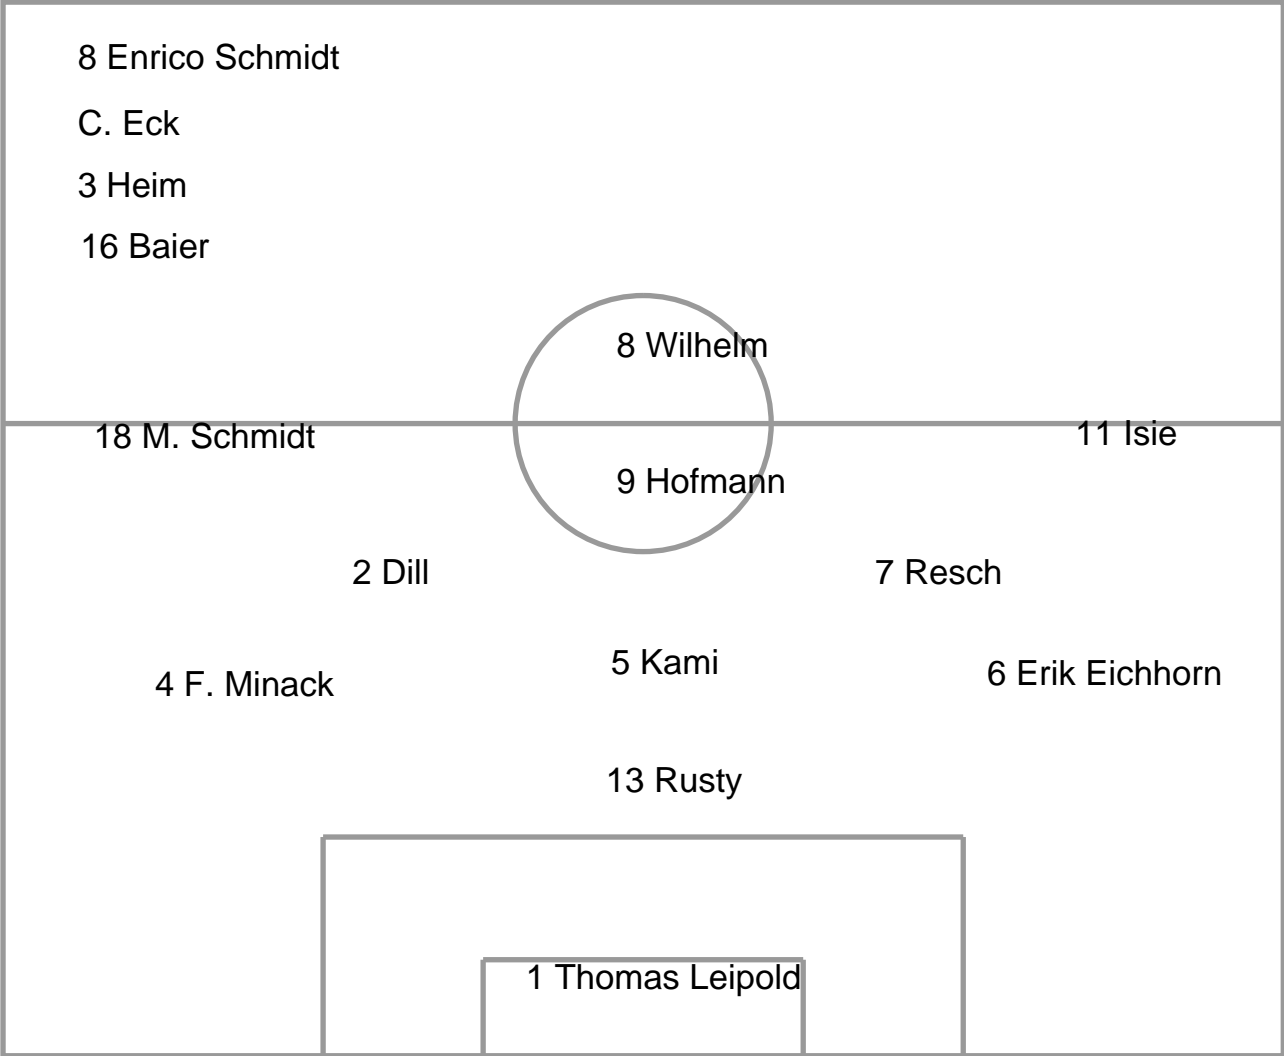 8 Enrico Schmidt
C. Eck
3 Heim
16 Baier
8 Wilhelm
18 M. Schmidt
11 Isie
9 Hofmann
2 Dill
7 Resch
5 Kami
6 Erik Eichhorn
4 F. Minack
13 Rusty
1 Thomas Leipold